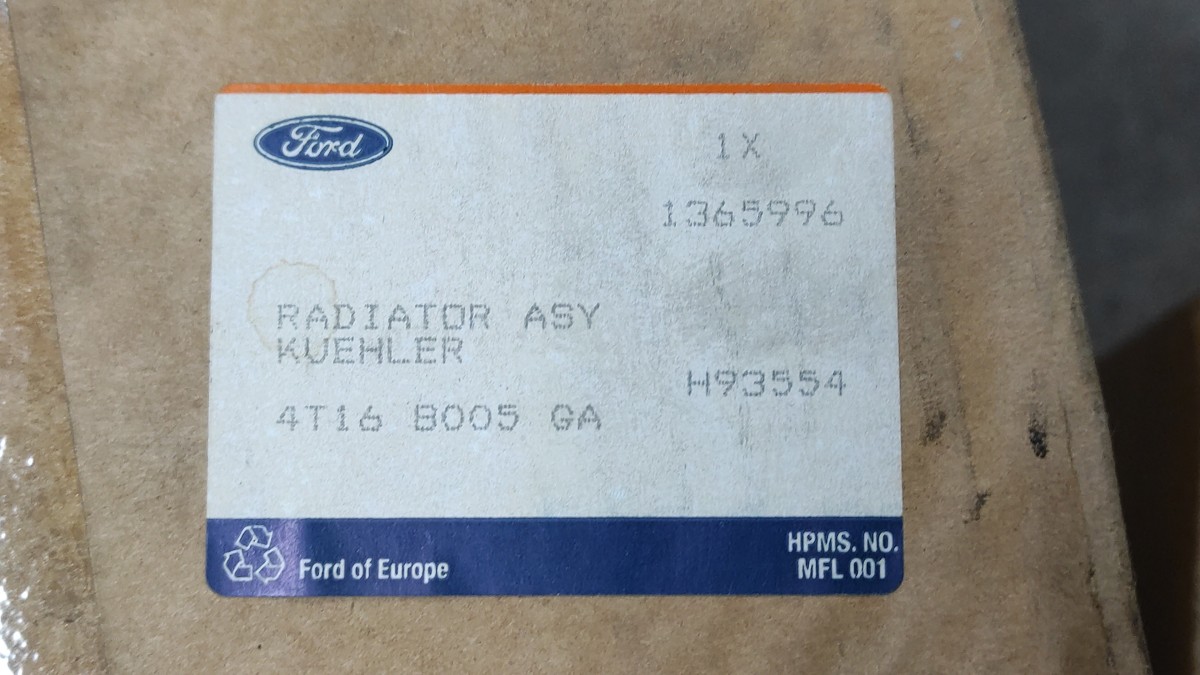 Ford
1X
1365996
RADIATOR ASY
KUEHLER
H93554
4T16 8005 GA
Ford of Europe
HPMS. NO.
MFL 001